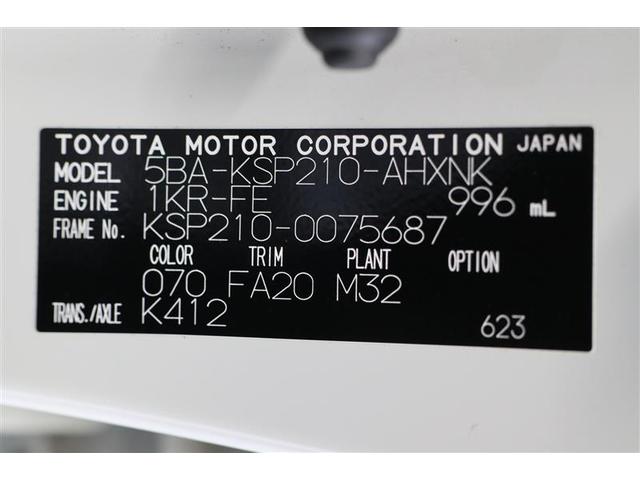 TOYOTA MOTOR CORPORATION JAPAN
MODEL 5BA-KSP210-AHXNK
ENGINE 1KR-FE 996 mL
FRAME No. KSP210-0075687
COLOR TRIM PLANT OPTION
070 FA20 M32
TRANS./AXLE K412
623